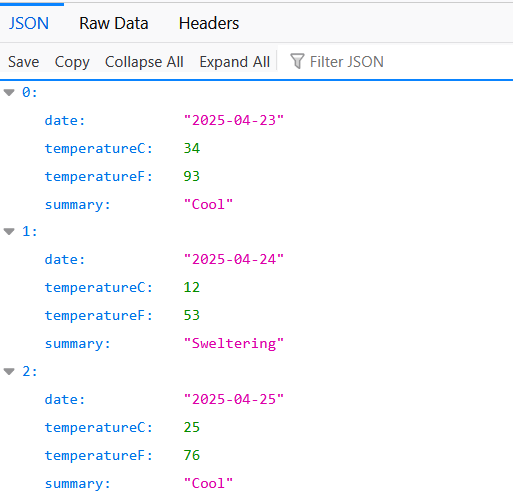 JSON Raw Data Headers
Save Copy Collapse All Expand All Filter JSON
0:
date: "2025-04-23"
temperatureC: 34
temperatureF: 93
summary: "Cool"
1:
date: "2025-04-24"
temperatureC: 12
temperatureF: 53
summary: "Sweltering"
2:
date: "2025-04-25"
temperatureC: 25
temperatureF: 76
summary: "Cool"